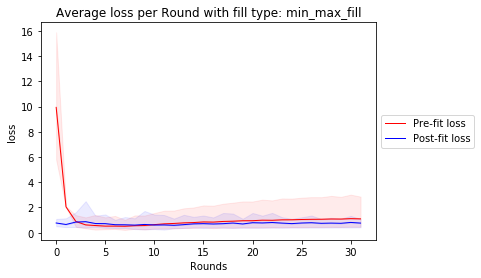 Average loss per Round with fill type: min_max_fill
16
14
12
10
8
6
4
2
0
loss
0 5 10 15 20 25 30
Rounds
Pre-fit loss
Post-fit loss